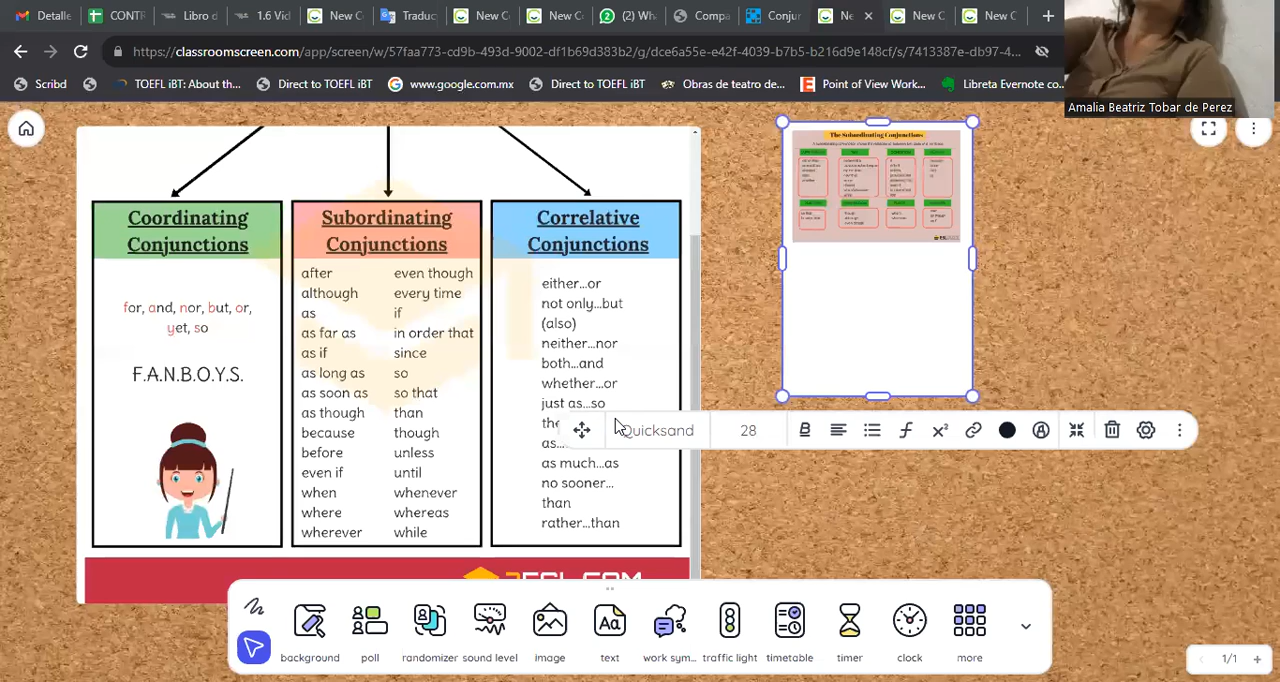 Detalle
CONT
Libro d
1.6 Vid
New C
Traduc
New C
New C
(2) Wh
Compa
Conjur
Ne
New C
New C
https://classroomscreen.com/app/screen/w/57faa773-cd9b-493d-9002-df1b69d383b2/g/dce6a55e-e42f-4039-b7b5-b216d9e148cf/s/7413387e-db97-4...
Scribd
TOEFL iBT: About th...
Direct to TOEFL iBT
www.google.com.mx
Direct to TOEFL iBT
Obras de teatro de...
Point of View Work...
Libreta Evernote co...
Amalia Beatriz Tobar de Perez
Coordinating
Conjunctions
for, and, nor, but, or,
yet, so
F.A.N.B.O.Y.S.
Subordinating
Conjunctions
after even though
although every time
as if
as far as in order that
as if since
as long as so
as soon as so that
as though than
because though
before unless
even if until
when whenever
where whereas
wherever while
Correlative
Conjunctions
either...or
not only...but
(also)
neither...nor
both...and
whether...or
just as...so
the
as...
as much...as
no sooner...
than
rather...than
The Subordinating Conjunctions
Quicksand 28
background
poll
randomizer
sound level
image
Aa
text
work sym...
traffic light
timetable
timer
clock
more
1/1